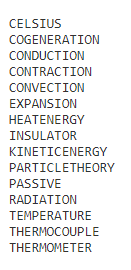 CELSIUS
COGENERATION
CONDUCTION
CONTRACTION
CONVECTION
EXPANSION
HEATENERGY
INSULATOR
KINETICENERGY
PARTICLETHEORY
PASSIVE
RADIATION
TEMPERATURE
THERMOCOUPLE
THERMOMETER